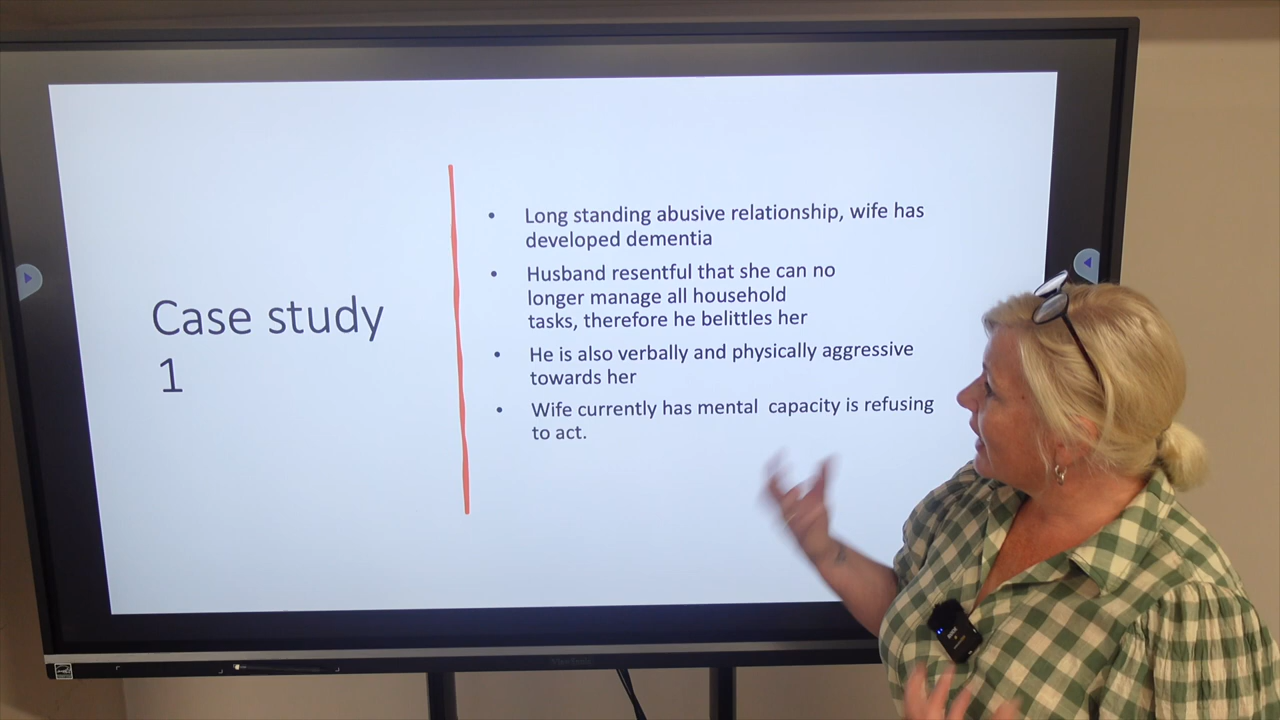 Case study
1
• Long standing abusive relationship, wife has
developed dementia
• Husband resentful that she can no
longer manage all household
tasks, therefore he belittles her
• He is also verbally and physically aggressive
towards her
• Wife currently has mental capacity is refusing
to act.